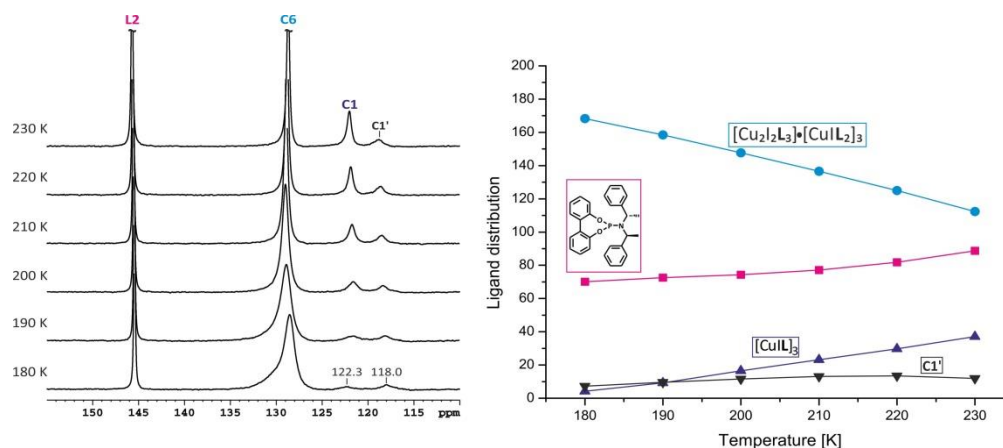 L2
C6
C1
C1'
230 K
220 K
210 K
200 K
190 K
180 K
122.3
118.0
150
145
140
135
130
125
120
ppm
Ligand distribution
200
180
160
140
120
100
80
60
40
20
0
[Cu₂I₂L₃]•[CuIL₂]₃
O
P
N
O
[CuIL]₃
C1'
180
190
200
210
220
230
Temperature [K]